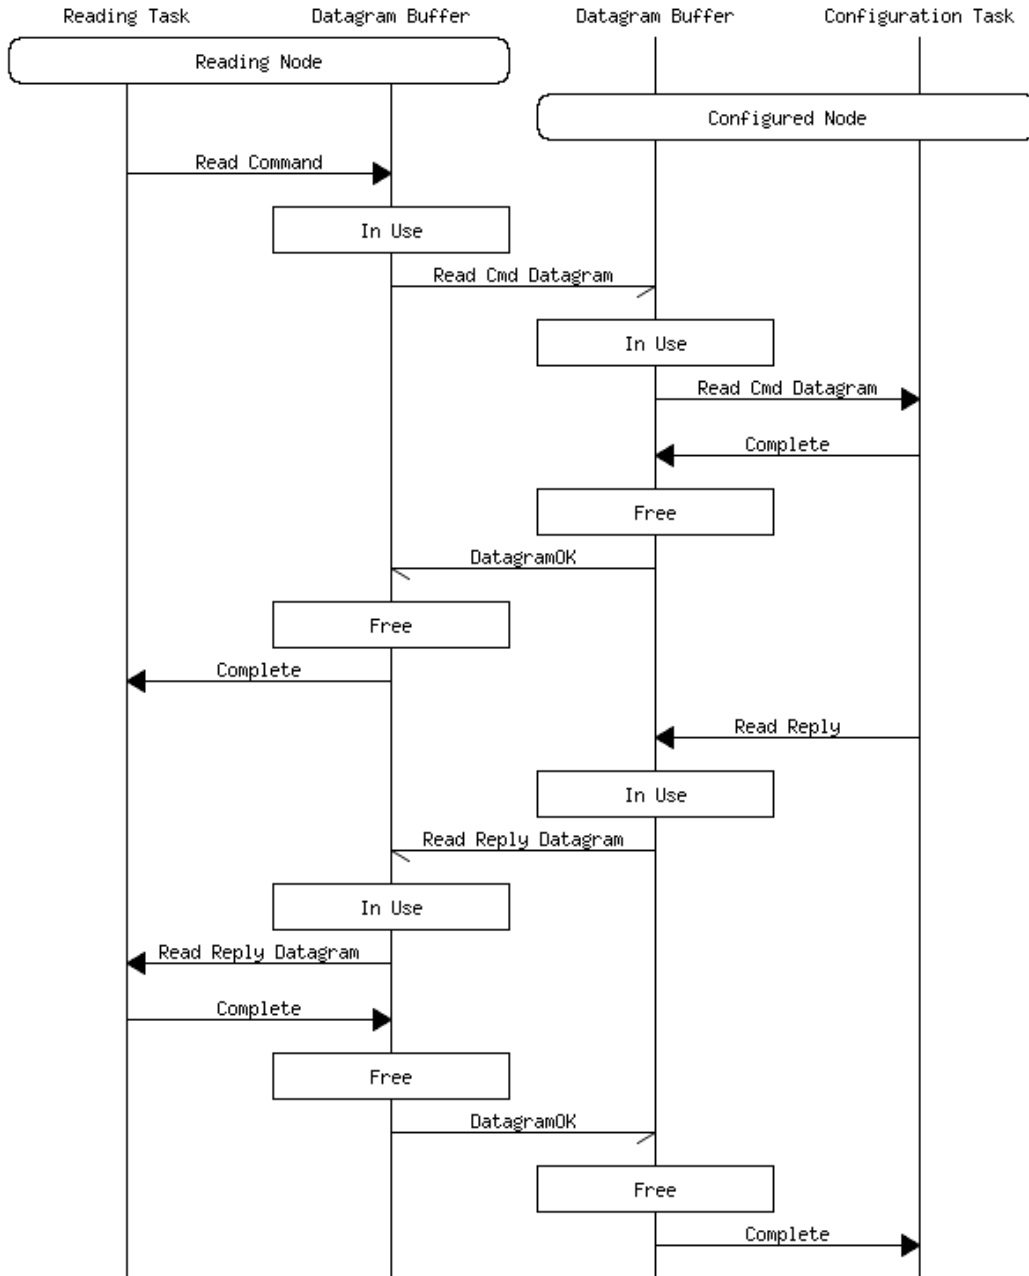 Reading Task
Datagram Buffer
Datagram Buffer
Configuration Task
Reading Node
Configured Node
Read Command
In Use
Read Cmd Datagram
In Use
Read Cmd Datagram
Complete
Free
DatagramOK
Free
Complete
Read Reply
In Use
Read Reply Datagram
In Use
Read Reply Datagram
Complete
Free
DatagramOK
Free
Complete